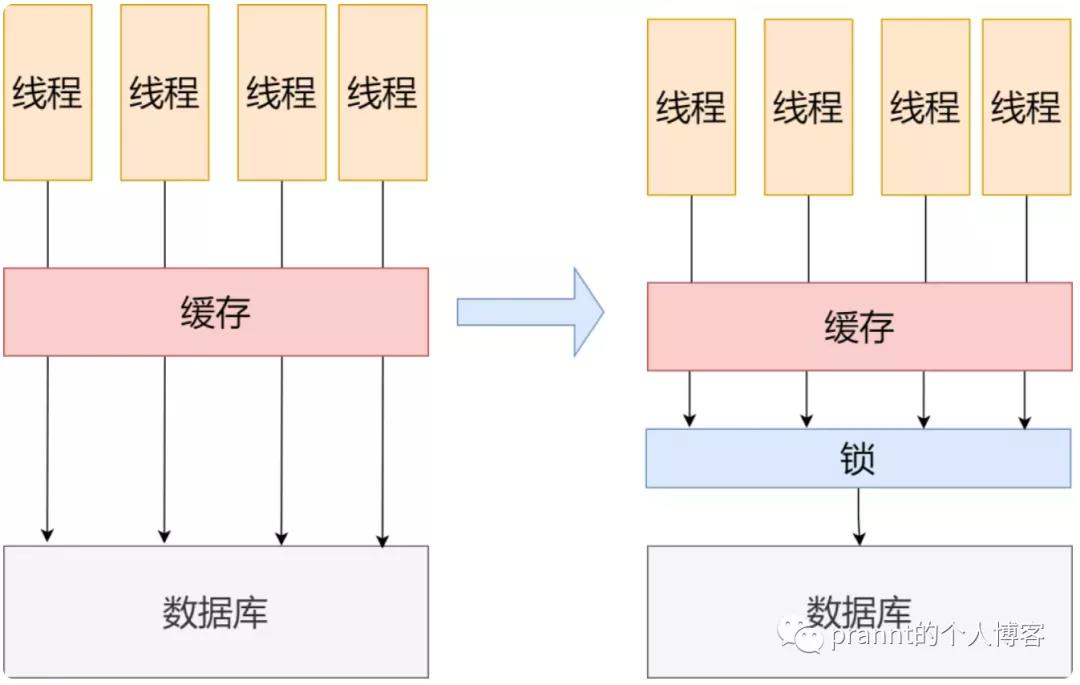 线程 线程 线程 线程
缓存
数据库
线程 线程 线程 线程
缓存
锁
数据库
prannt的个人博客